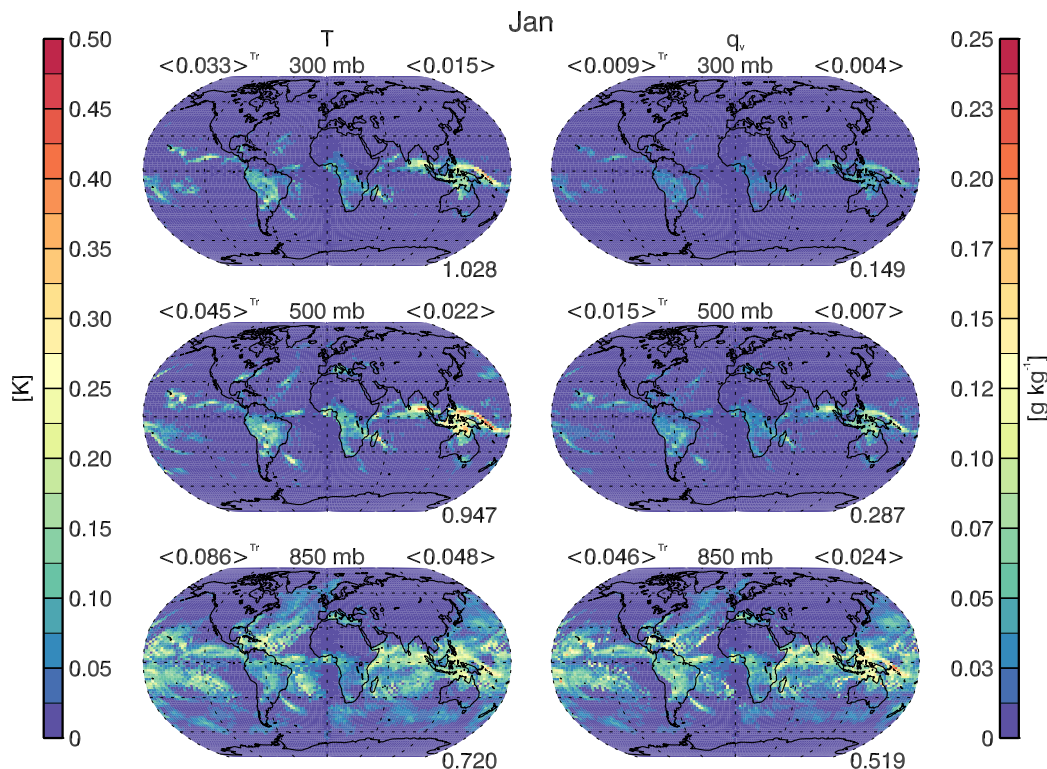 Jan
T
q_v
<0.033>^Tr 300 mb <0.015>
<0.009>^Tr 300 mb <0.004>
1.028
0.149
<0.045>^Tr 500 mb <0.022>
<0.015>^Tr 500 mb <0.007>
0.947
0.287
<0.086>^Tr 850 mb <0.048>
<0.046>^Tr 850 mb <0.024>
0.720
0.519
[K]
0.50
0.45
0.40
0.35
0.30
0.25
0.20
0.15
0.10
0.05
0
[g kg⁻¹]
0.25
0.23
0.20
0.17
0.15
0.12
0.10
0.07
0.05
0.03
0